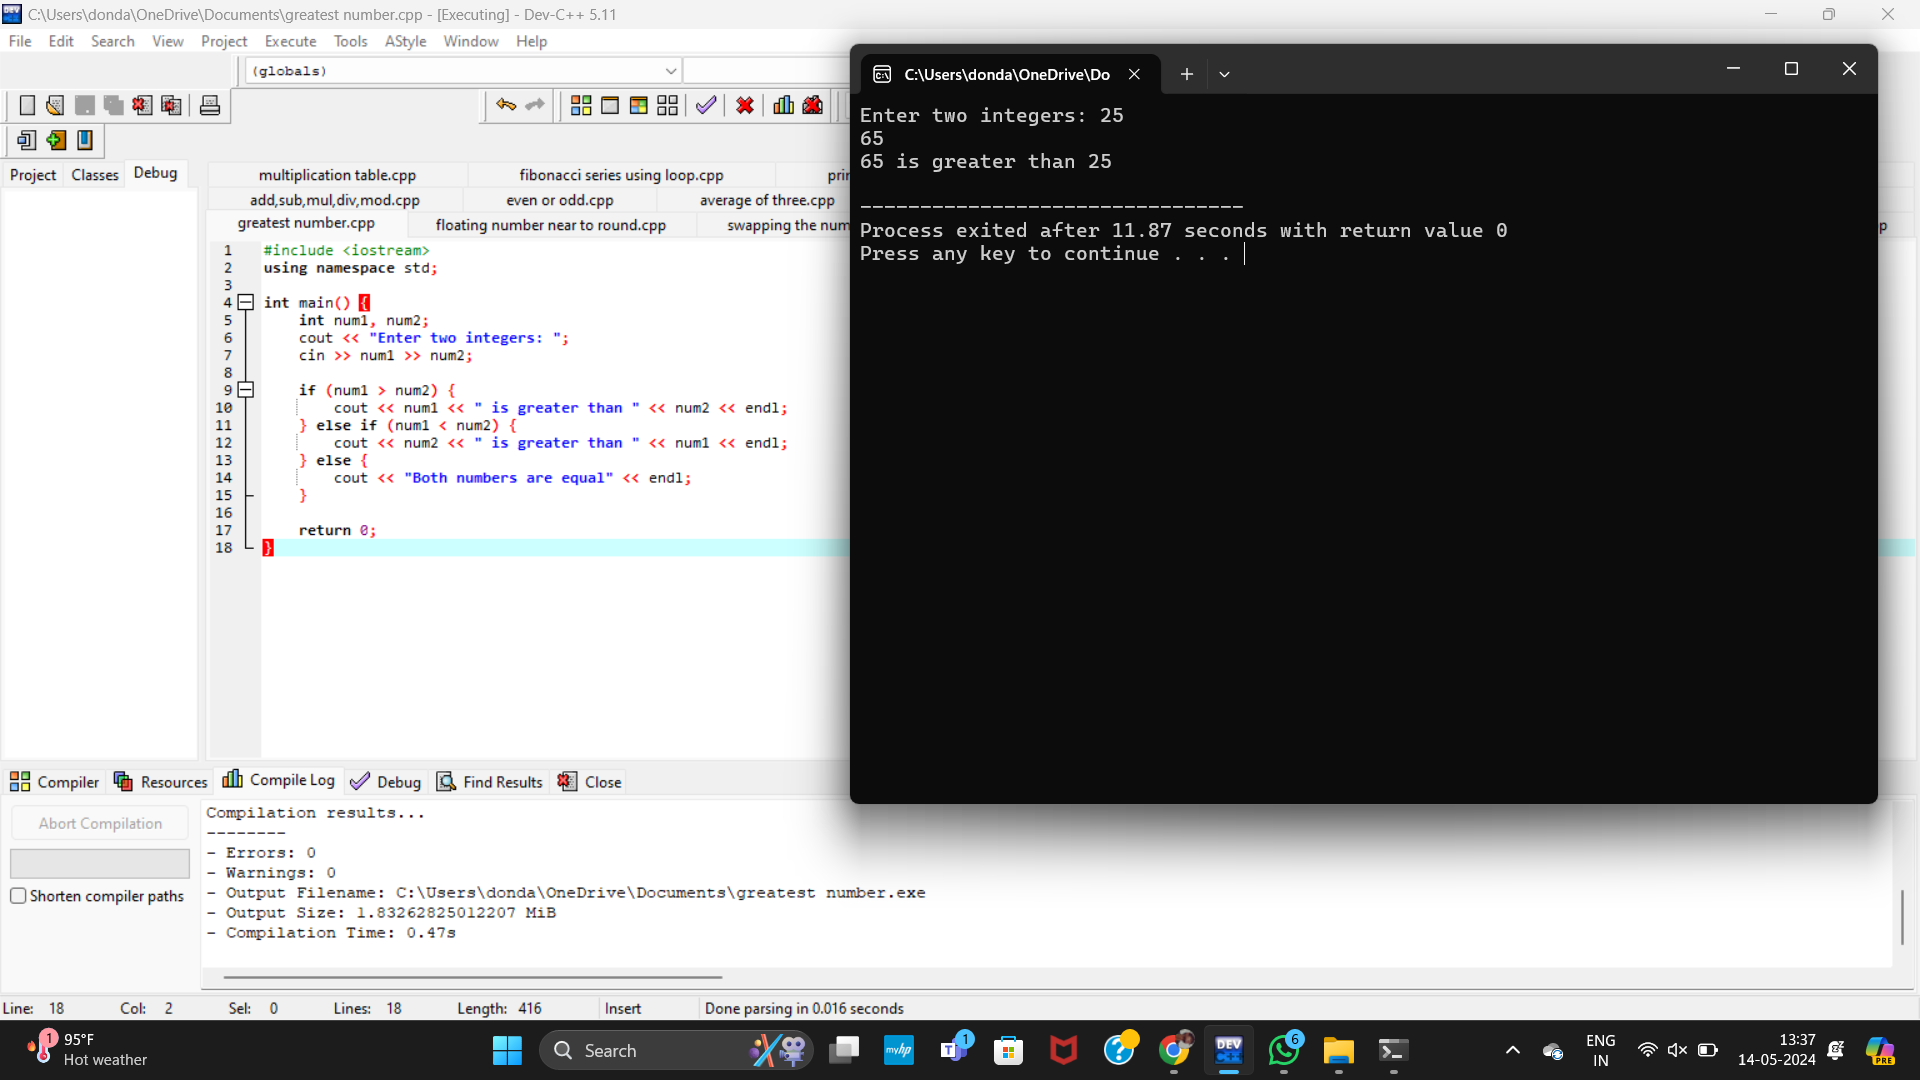 C:\Users\donda\OneDrive\Documents\greatest number.cpp - [Executing] - Dev-C++ 5.11
File Edit Search View Project Execute Tools AStyle Window Help
(globals)
Project Classes Debug
multiplication table.cpp fibonacci series using loop.cpp
add,sub,mul,div,mod.cpp even or odd.cpp average of three.cpp
greatest number.cpp floating number near to round.cpp swapping the
1 #include <iostream>
2 using namespace std;
3
4 int main() {
5 int num1, num2;
6 cout << "Enter two integers: ";
7 cin >> num1 >> num2;
8
9 if (num1 > num2) {
10 cout << num1 << " is greater than " << num2 << endl;
11 } else if (num1 < num2) {
12 cout << num2 << " is greater than " << num1 << endl;
13 } else {
14 cout << "Both numbers are equal" << endl;
15 }
16
17 return 0;
18 }
C:\Users\donda\OneDrive\Do
Enter two integers: 25
65
65 is greater than 25
--------------------------------
Process exited after 11.87 seconds with return value 0
Press any key to continue . . .
Compiler Resources Compile Log Debug Find Results Close
Abort Compilation
Shorten compiler paths
Compilation results...
--------
- Errors: 0
- Warnings: 0
- Output Filename: C:\Users\donda\OneDrive\Documents\greatest number.exe
- Output Size: 1.83262825012207 MiB
- Compilation Time: 0.47s
Line: 18 Col: 2 Sel: 0 Lines: 18 Length: 416 Insert Done parsing in 0.016 seconds
1
95°F
Hot weather
Search
myhp
1
DEV
C++
6
ENG
IN
13:37
14-05-2024
PRE